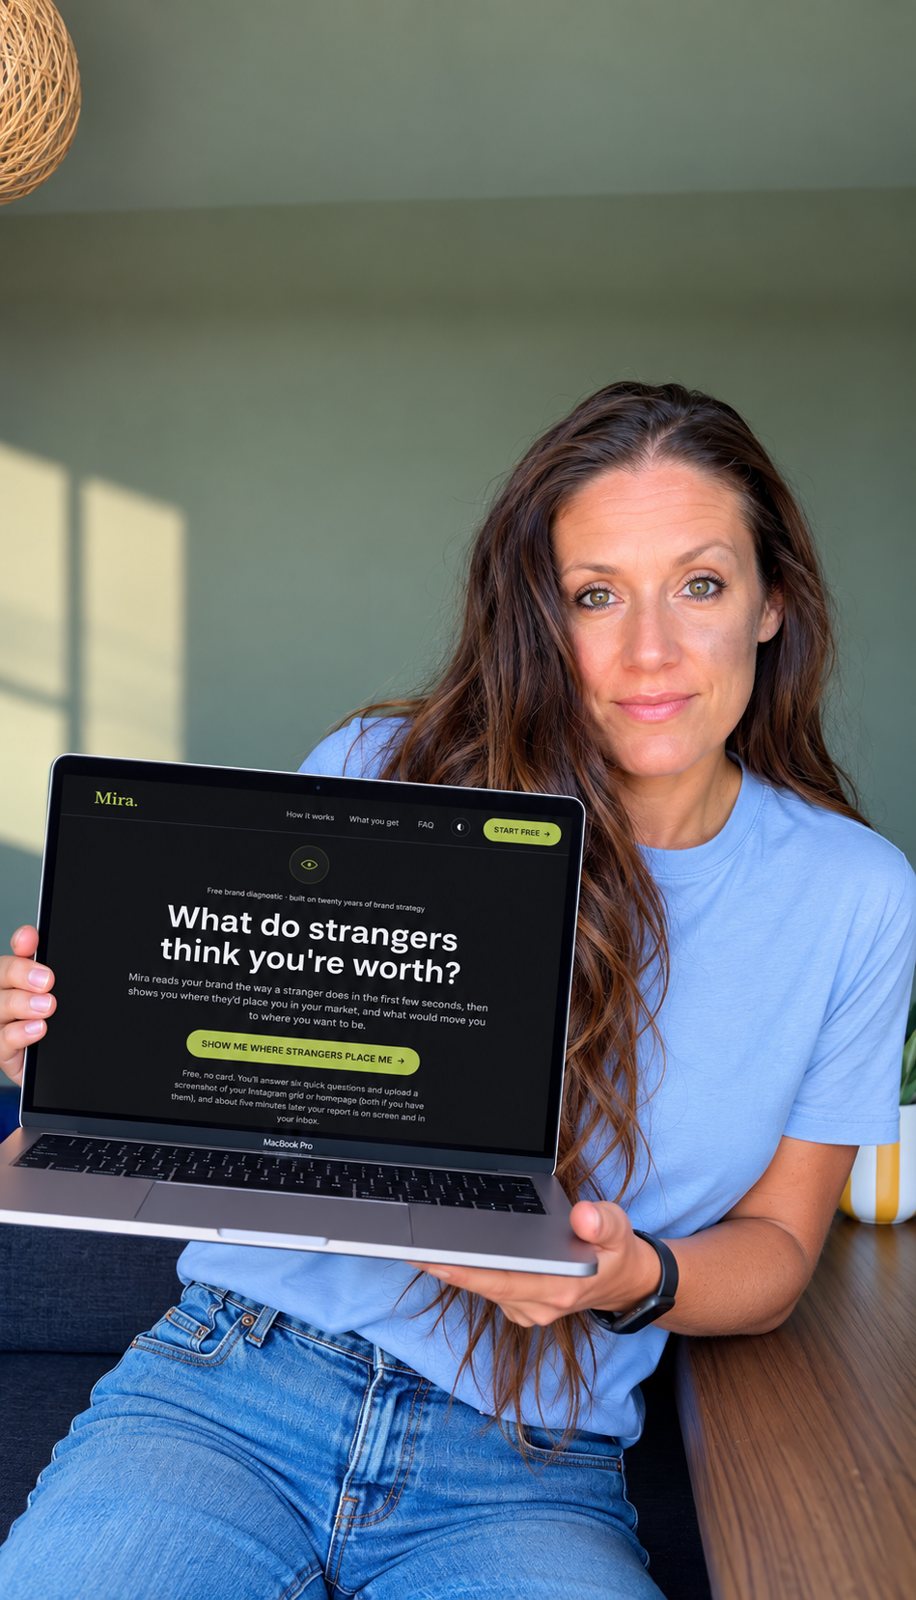 Mira.
How it works
What you get
FAQ
START FREE →
Free brand diagnostic · built on twenty years of brand strategy
What do strangers
think you're worth?
Mira reads your brand the way a stranger does in the first few seconds, then
shows you where they'd place you in your market, and what would move you
to where you want to be.
SHOW ME WHERE STRANGERS PLACE ME →
Free, no card. You'll answer six quick questions and upload a
screenshot of your Instagram grid or homepage (both if you have
them), and about five minutes later your report is on screen and in
your inbox.
MacBook Pro